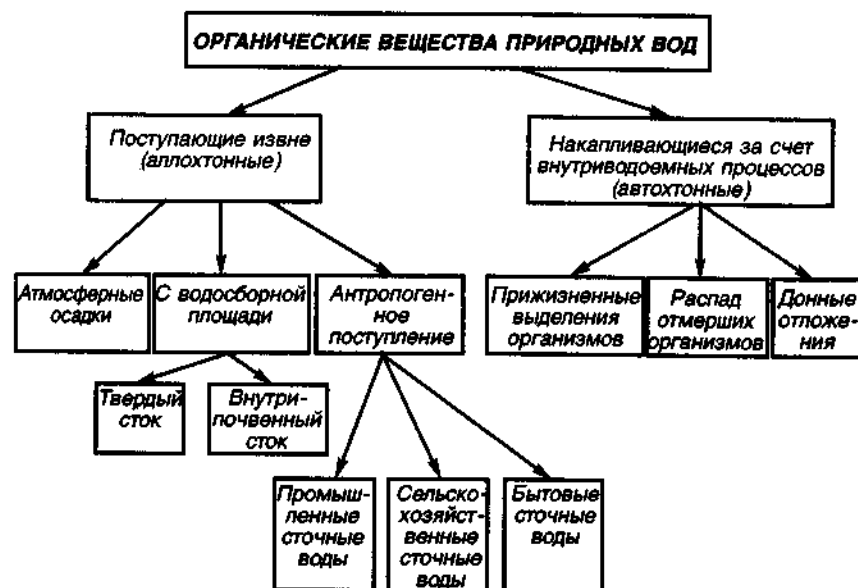 ОРГАНИЧЕСКИЕ ВЕЩЕСТВА ПРИРОДНЫХ ВОД
Поступающие извне
(аллохтонные)
Накапливающиеся за счет
внутриводоемных процессов
(автохтонные)
Атмосферные
осадки
С водосборной
площади
Антропоген-
ное
поступление
Прижизненные
выделения
организмов
Распад
отмерших
организмов
Донные
отложе-
ния
Твердый
сток
Внутри-
почвенный
сток
Промыш-
ленные
сточные
воды
Сельско-
хозяйст-
венные
сточные
воды
Бытовые
сточные
воды